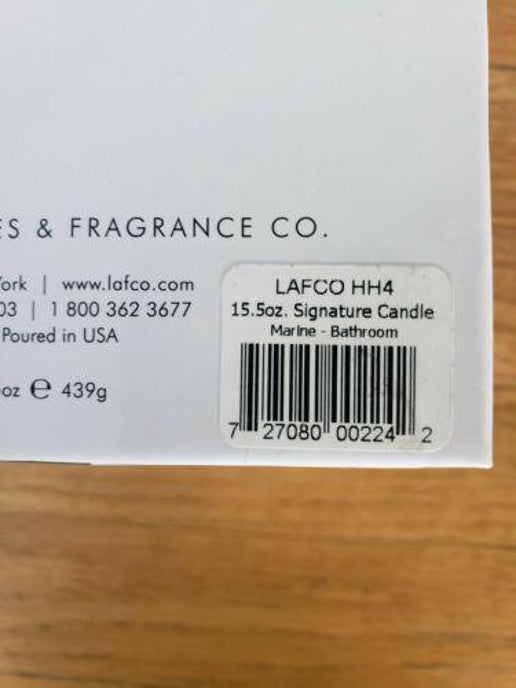 ES & FRAGRANCE CO.
York | www.lafco.com
03 | 1 800 362 3677
Poured in USA
oz e 439g
LAFCO HH4
15.5oz. Signature Candle
Marine - Bathroom
7 27080 00224 2